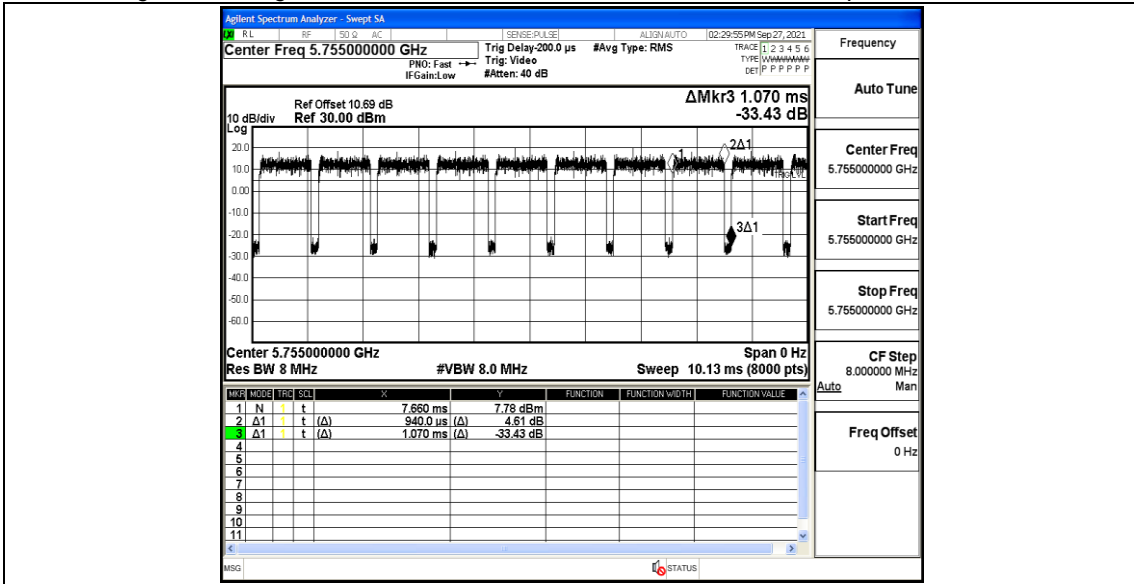 Agilent Spectrum Analyzer - Swept SA
RL RF 50 Ω AC SENSE:PULSE ALIGN AUTO 02:29:55 PM Sep 27, 2021
Center Freq 5.755000000 GHz
PNO: Fast
IFGain:Low
Trig Delay-200.0 µs
Trig: Video
#Atten: 40 dB
#Avg Type: RMS
TRACE 1 2 3 4 5 6
TYPE
DET P P P P P P
Frequency
Auto Tune
Center Freq
5.755000000 GHz
Start Freq
5.755000000 GHz
Stop Freq
5.755000000 GHz
CF Step
8.000000 MHz
Auto Man
Freq Offset
0 Hz
ΔMkr3 1.070 ms
-33.43 dB
Ref Offset 10.69 dB
10 dB/div Ref 30.00 dBm
Log
20.0
10.0
0.00
-10.0
-20.0
-30.0
-40.0
-50.0
-60.0
1
2Δ1
TRIG LVL
3Δ1
Center 5.755000000 GHz Span 0 Hz
Res BW 8 MHz #VBW 8.0 MHz Sweep 10.13 ms (8000 pts)
MKR MODE TRC SCL X Y FUNCTION FUNCTION WIDTH FUNCTION VALUE
1 N 1 t 7.660 ms 7.78 dBm
2 Δ1 1 t (Δ) 940.0 µs (Δ) 4.61 dB
3 Δ1 1 t (Δ) 1.070 ms (Δ) -33.43 dB
4
5
6
7
8
9
10
11
MSG STATUS